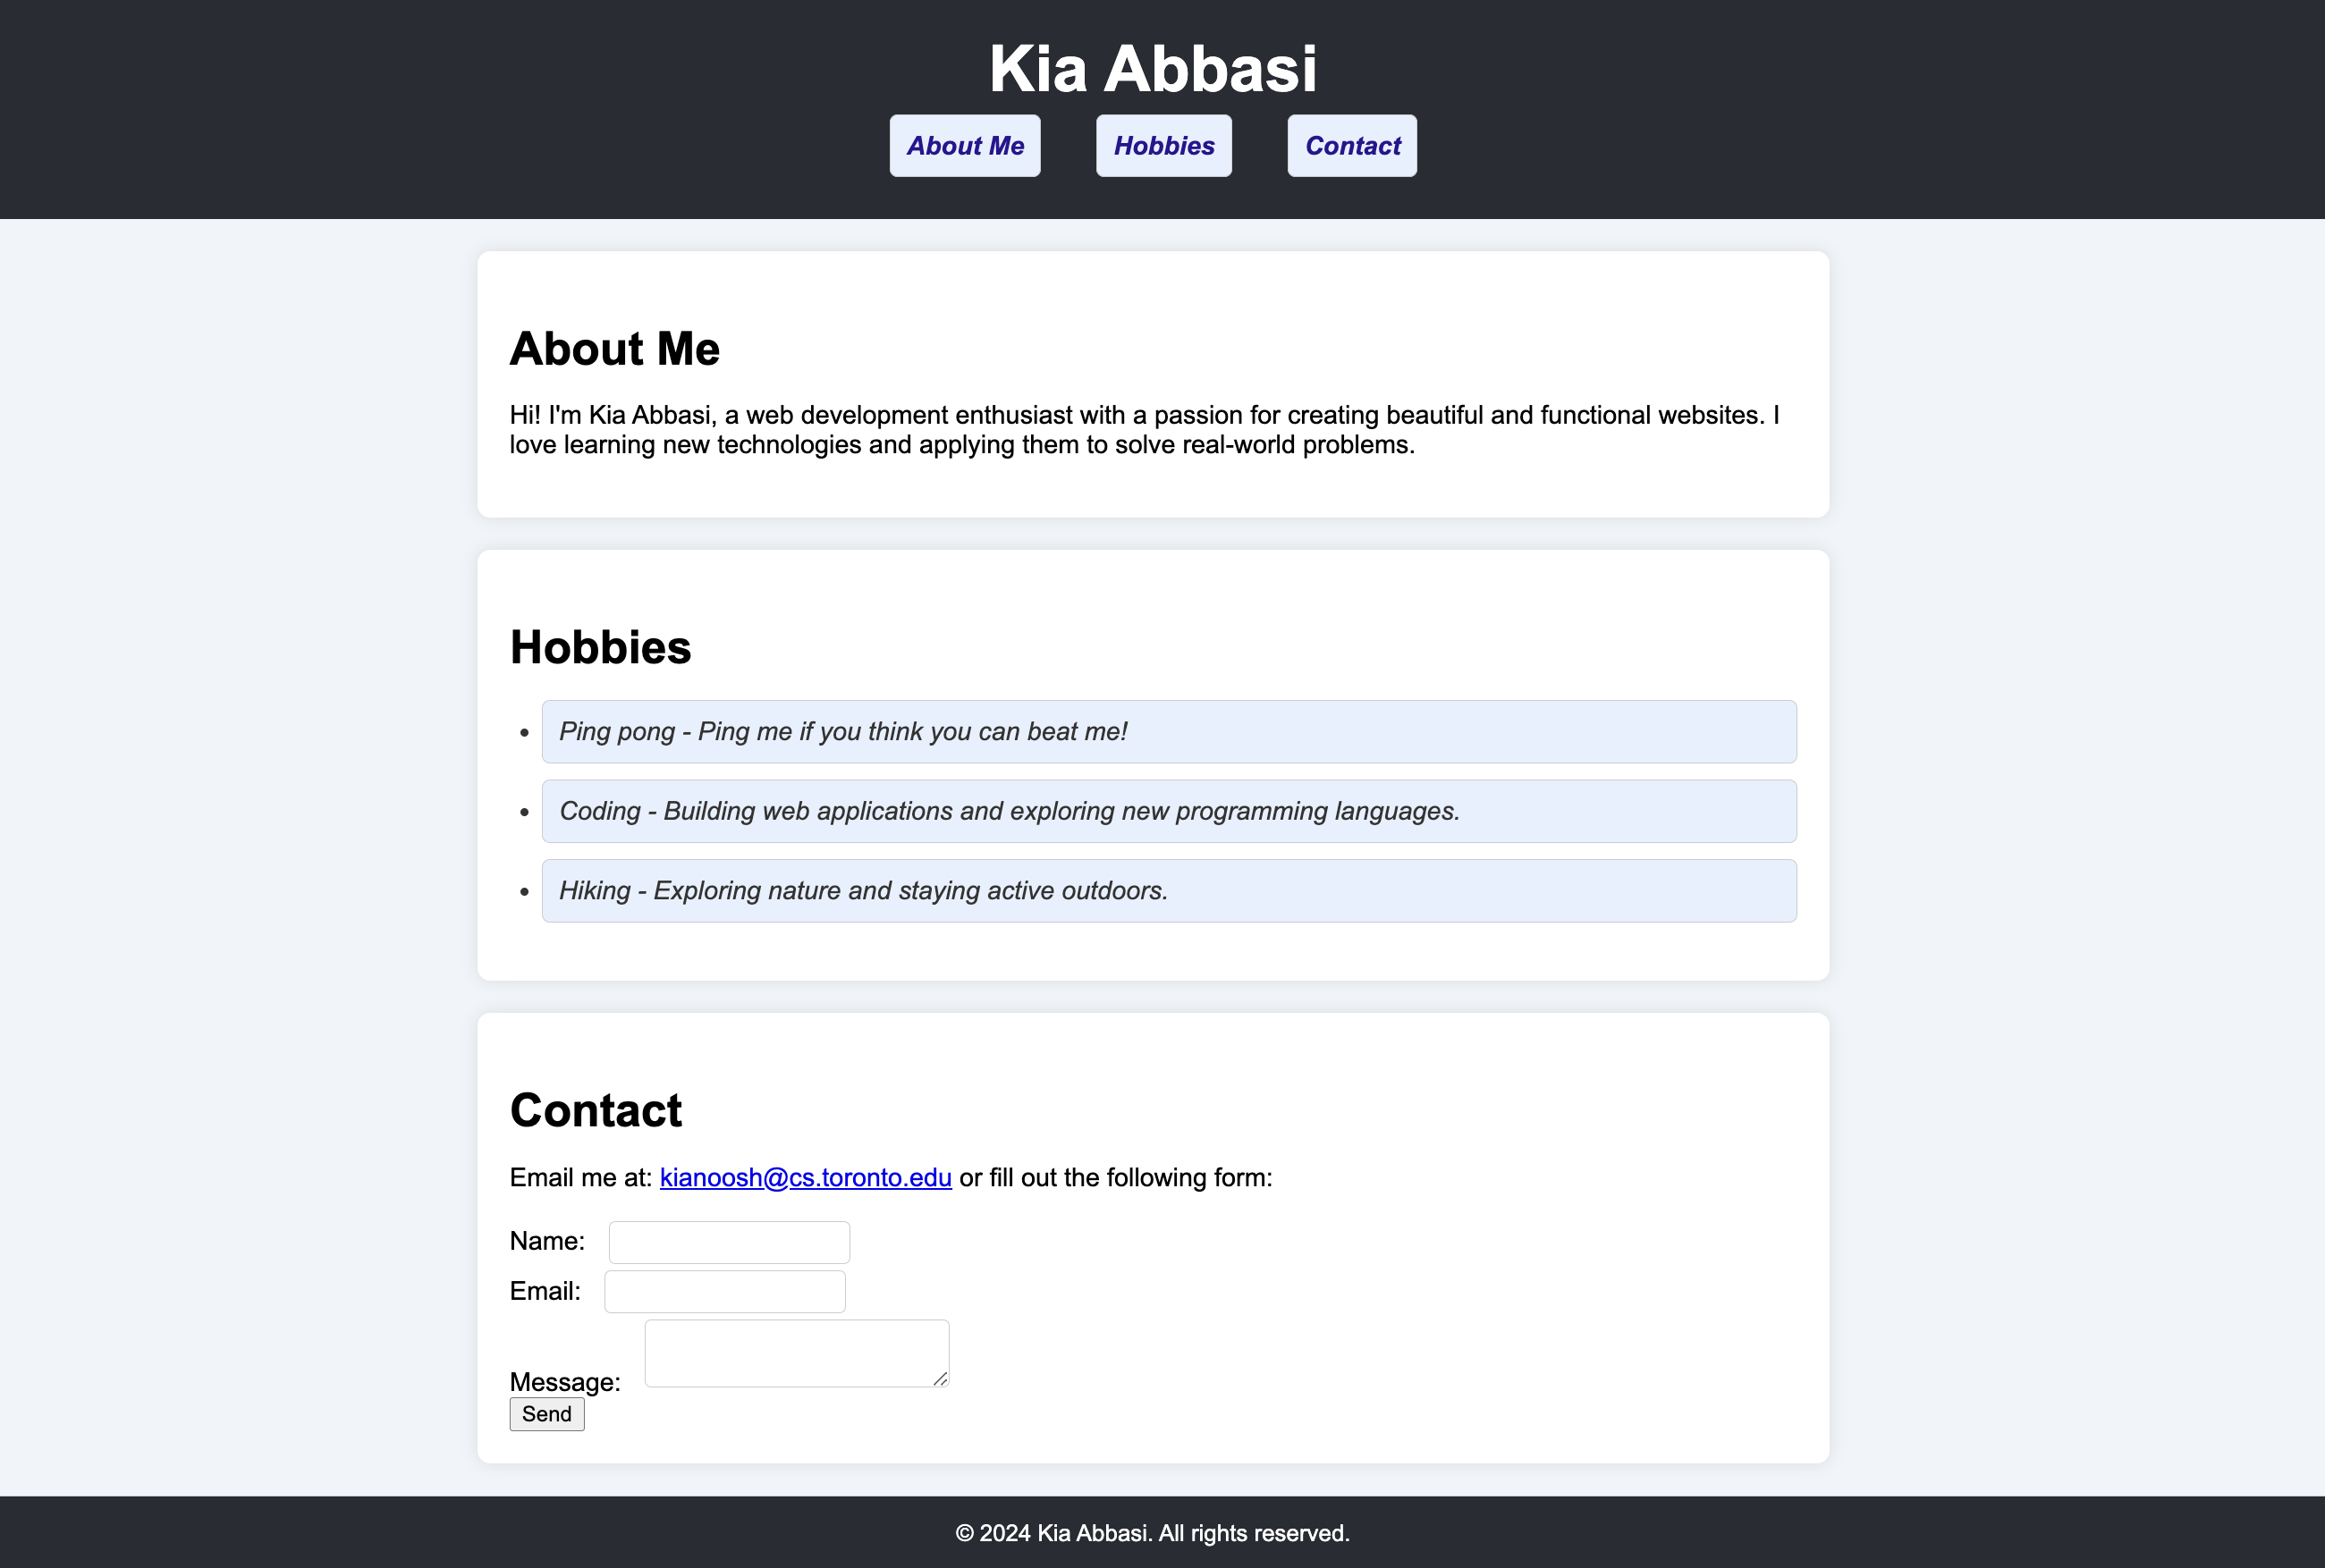 Kia Abbasi
About Me Hobbies Contact
About Me
Hi! I'm Kia Abbasi, a web development enthusiast with a passion for creating beautiful and functional websites. I
love learning new technologies and applying them to solve real-world problems.
Hobbies
• Ping pong - Ping me if you think you can beat me!
• Coding - Building web applications and exploring new programming languages.
• Hiking - Exploring nature and staying active outdoors.
Contact
Email me at: kianoosh@cs.toronto.edu or fill out the following form:
Name:
Email:
Message:
Send
© 2024 Kia Abbasi. All rights reserved.